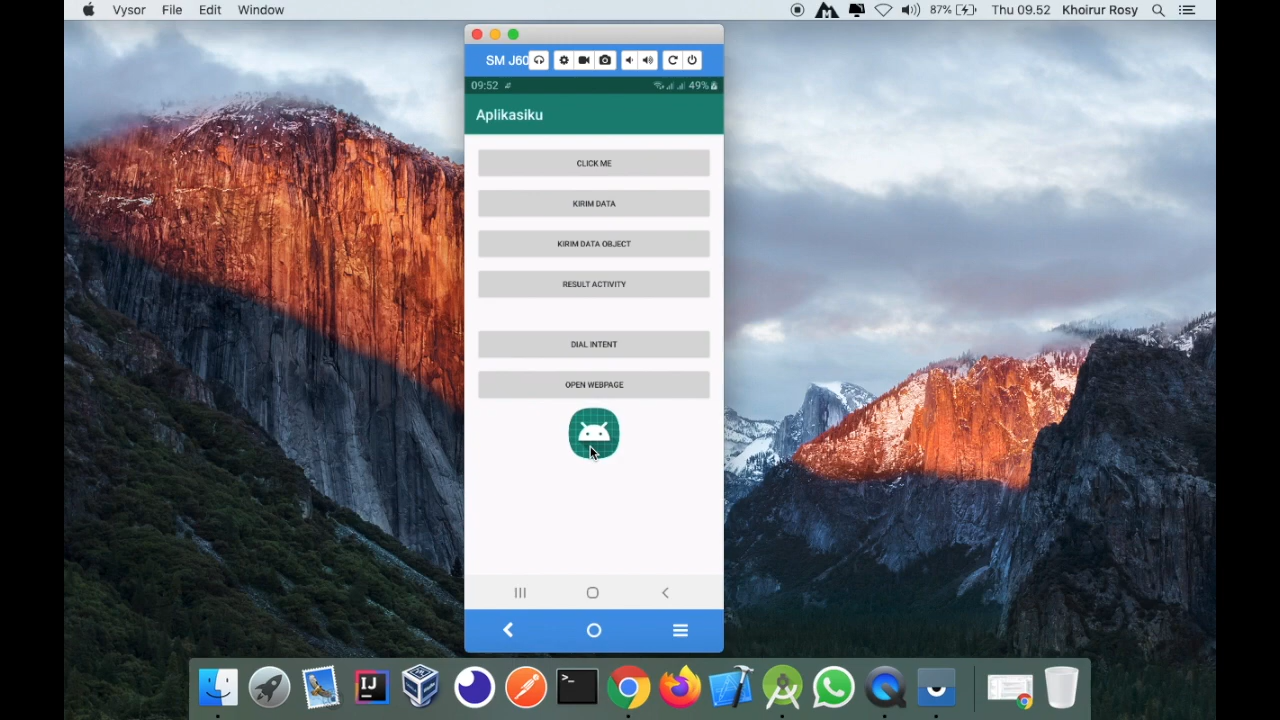 Vysor File Edit Window 87% Thu 09.52 Khoirur Rosy
SM J60
09:52 49%
Aplikasiku
CLICK ME
KIRIM DATA
KIRIM DATA OBJECT
RESULT ACTIVITY
DIAL INTENT
OPEN WEBPAGE
IJ
>_